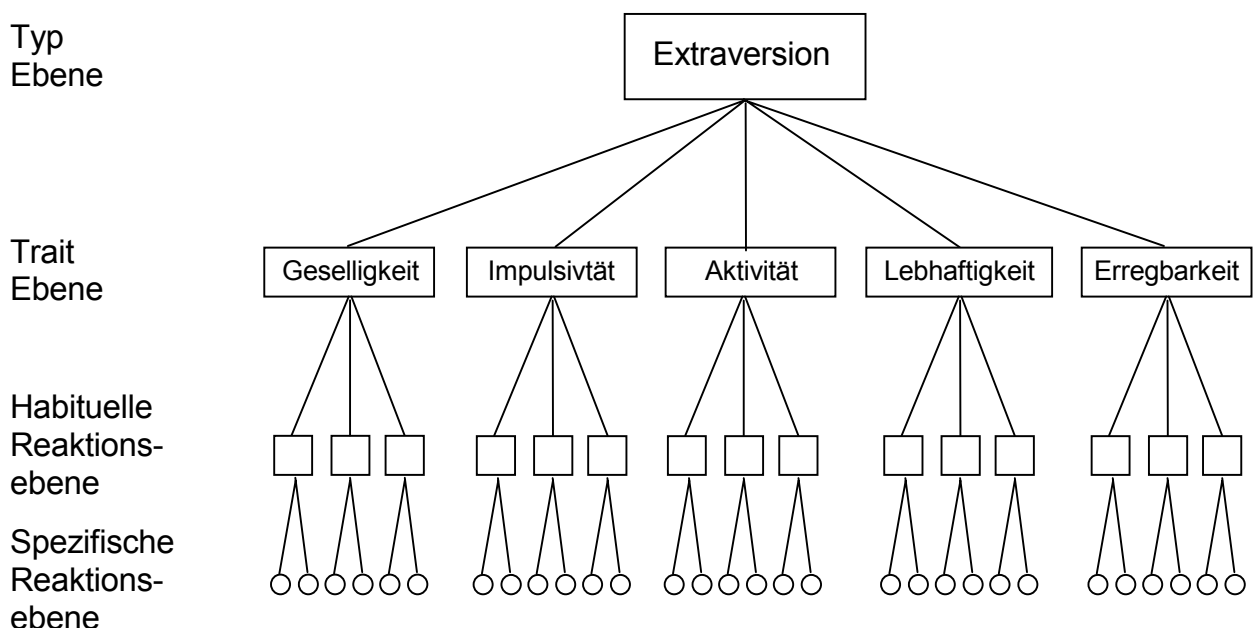 Typ
Ebene
Extraversion
Trait
Ebene
Geselligkeit
Impulsivtät
Aktivität
Lebhaftigkeit
Erregbarkeit
Habituelle
Reaktions-
ebene
Spezifische
Reaktions-
ebene